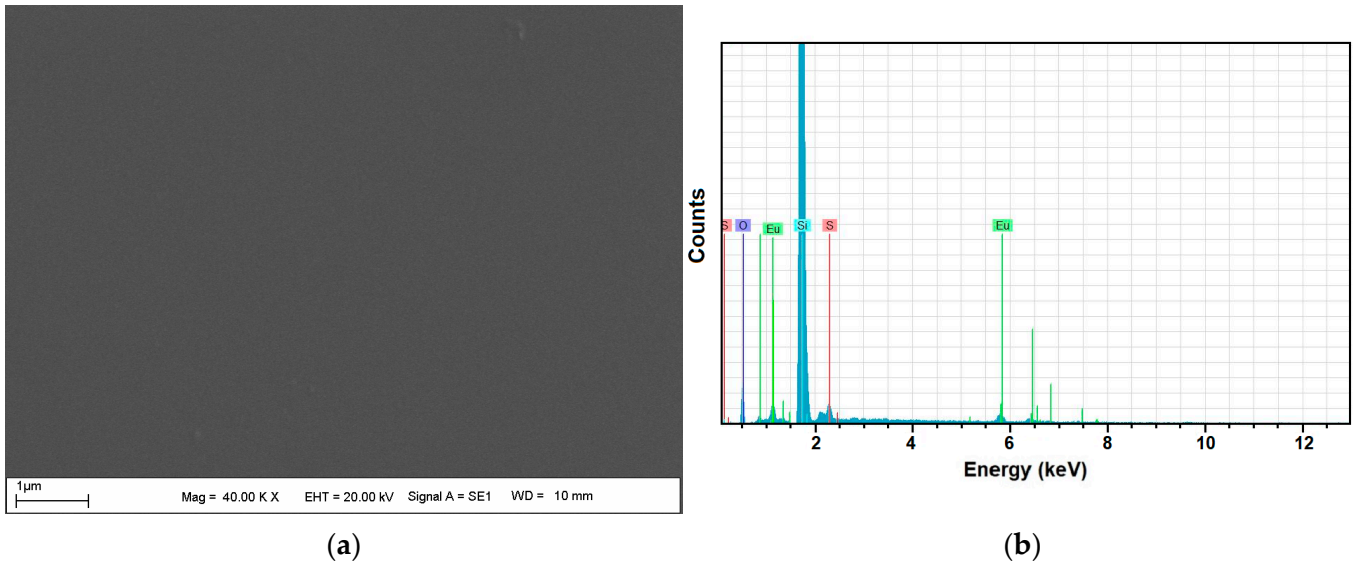 1µm
Mag = 40.00 K X EHT = 20.00 kV Signal A = SE1 WD = 10 mm
(a)
Counts
S O Eu Si S Eu
2 4 6 8 10 12
Energy (keV)
(b)